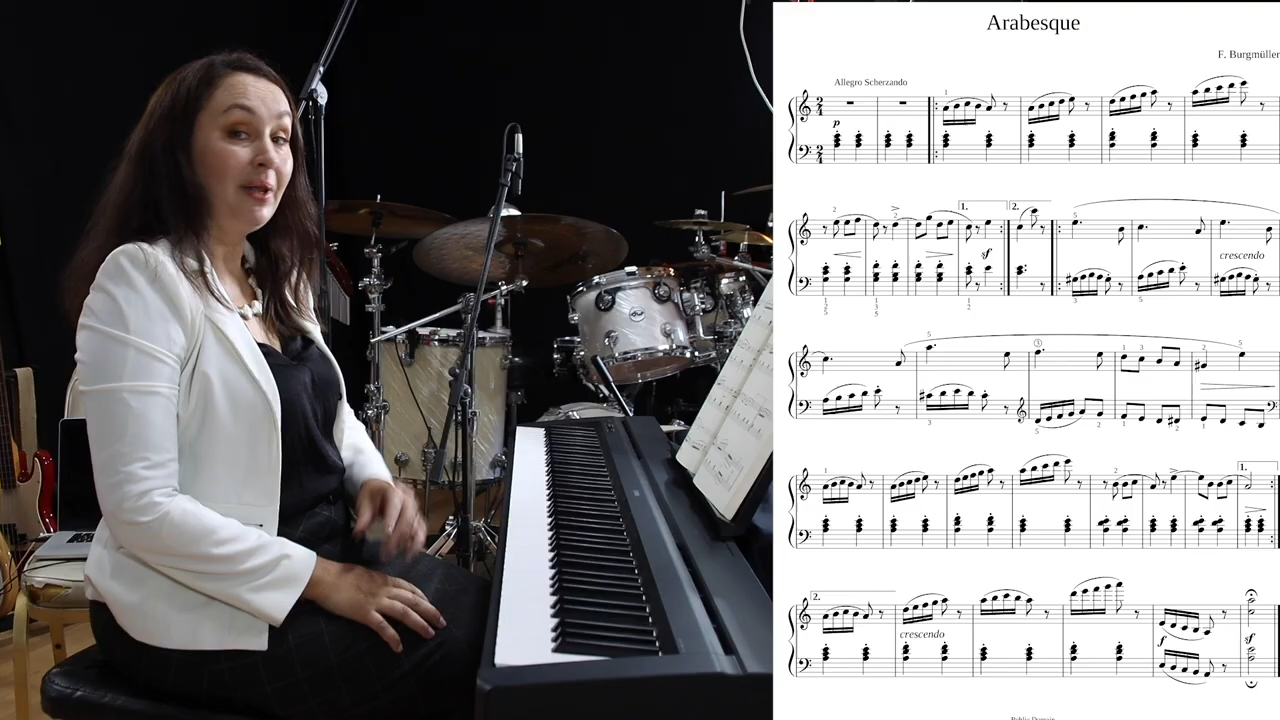 Arabesque
F. Burgmüller
Allegro Scherzando
p
1. 2.
sf
crescendo
1.
2.
crescendo
f
sf
Public Domain